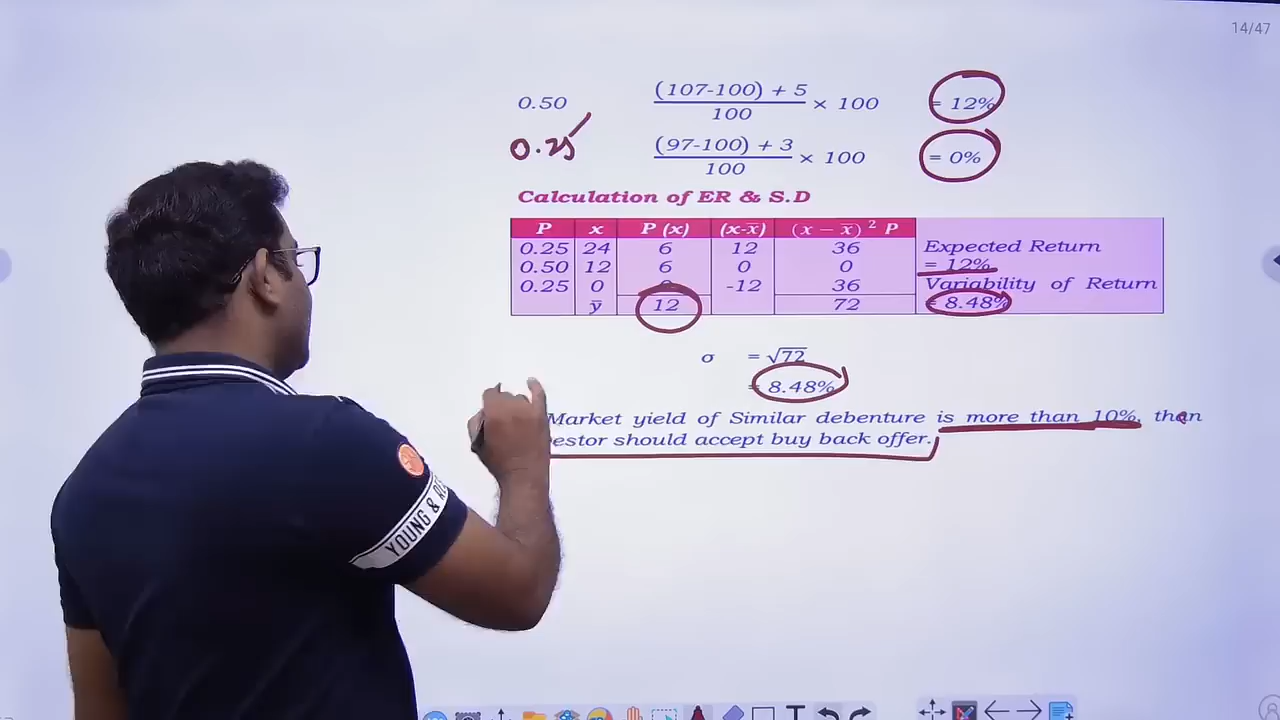 14/47
0.50 (107-100) + 5 / 100 × 100 = 12%
0.25 (97-100) + 3 / 100 × 100 = 0%
Calculation of ER & S.D
P x P (x) (x-x̄) (x − x̄)² P
0.25 24 6 12 36 Expected Return
0.50 12 6 0 0 = 12%
0.25 0 0 -12 36 Variability of Return
ȳ 12 72 = 8.48%
σ = √72
= 8.48%
Market yield of Similar debenture is more than 10%, then
estor should accept buy back offer.
YOUNG & RE